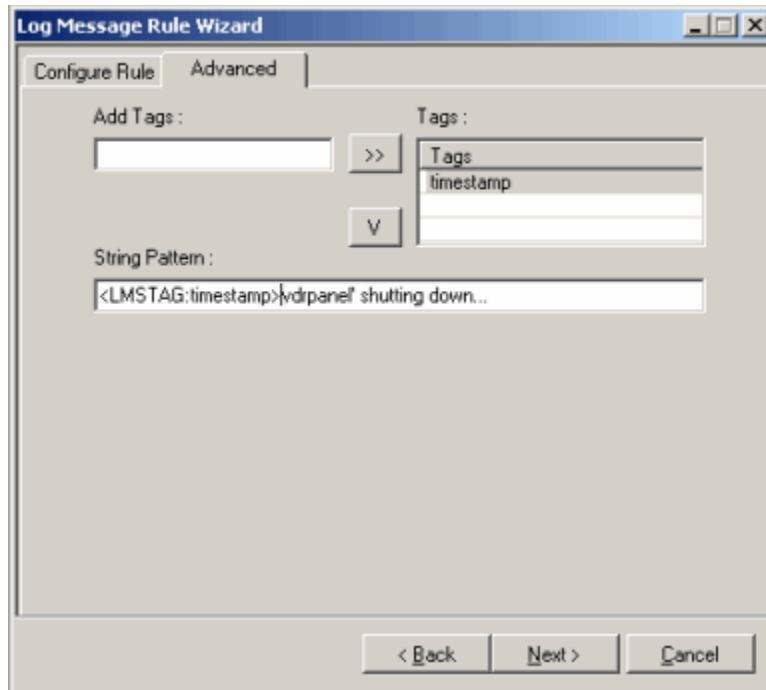 Log Message Rule Wizard
Configure Rule
Advanced
Add Tags :
Tags :
>>
Tags
timestamp
V
String Pattern :
<LMSTAG:timestamp>vdrpanel' shutting down...
< Back
Next >
Cancel